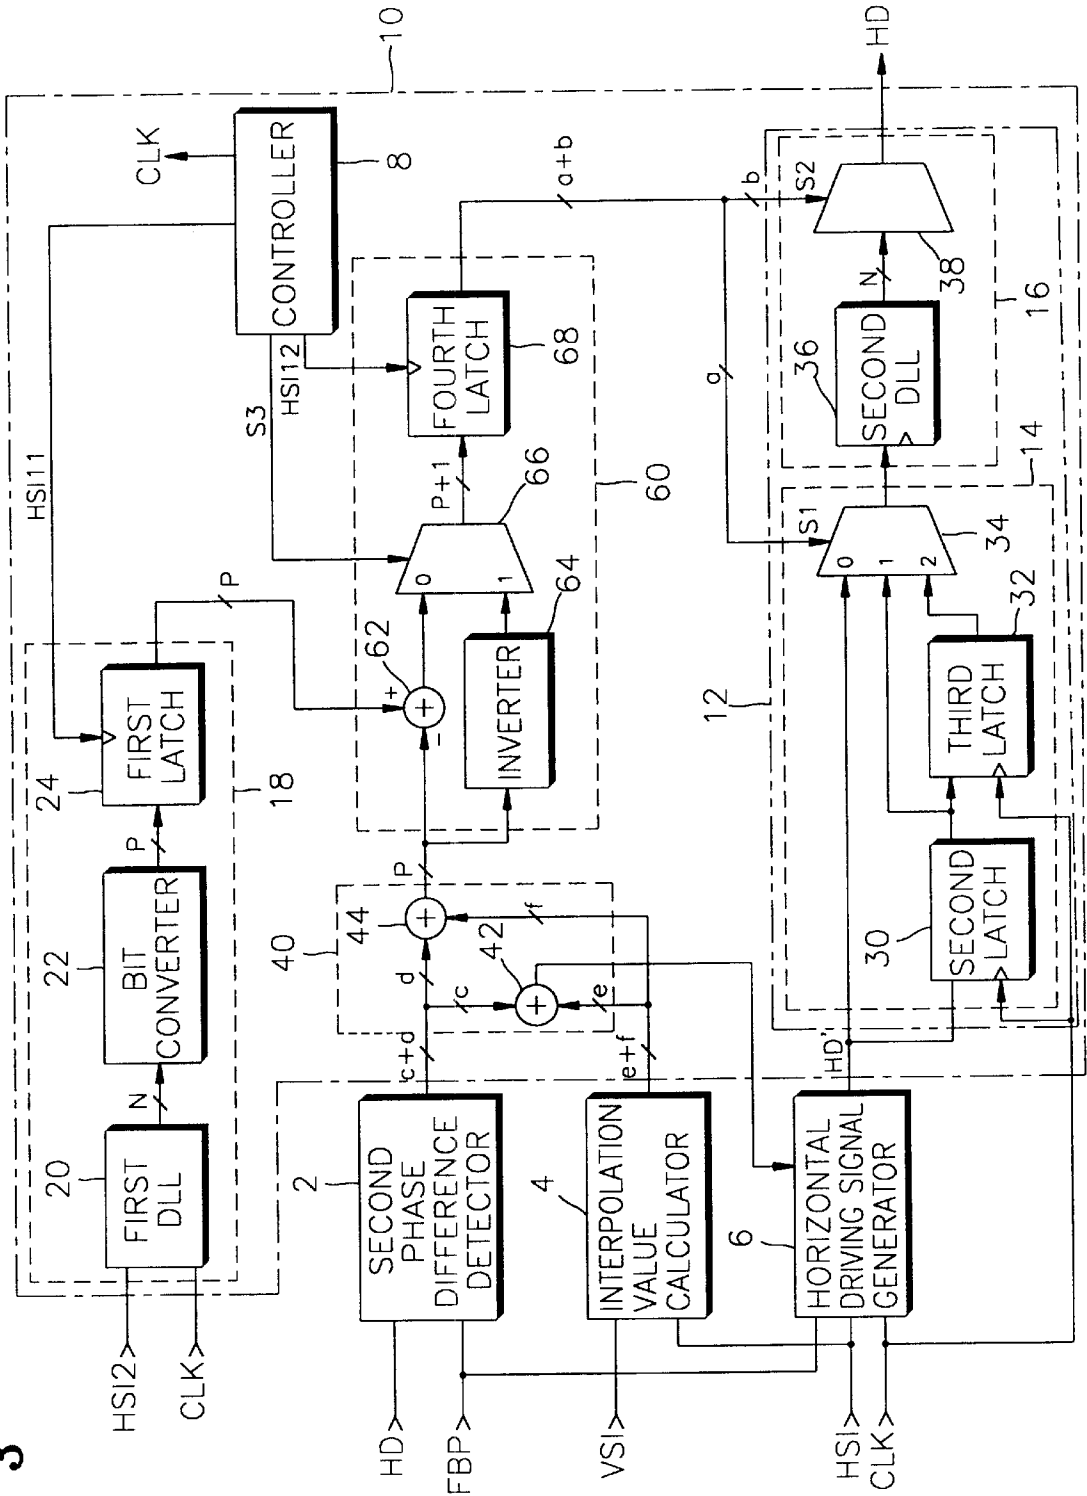 3
HSI2
CLK
20
FIRST
DLL
N
22
BIT
CONVERTER
P
24
FIRST
LATCH
18
P
HSI11
CLK
CONTROLLER
8
10
S3
HSI12
HD
FBP
2
SECOND
PHASE
DIFFERENCE
DETECTOR
c+d
40
d
44
c
42
e
f
P
+
-
62
INVERTER
64
0
1
66
60
P+1
FOURTH
LATCH
68
a+b
VSI
4
INTERPOLATION
VALUE
CALCULATOR
e+f
HSI
CLK
6
HORIZONTAL
DRIVING SIGNAL
GENERATOR
HD'
12
30
SECOND
LATCH
THIRD
LATCH
32
0
1
2
34
S1
14
a
b
36
SECOND
DLL
N
38
S2
16
HD